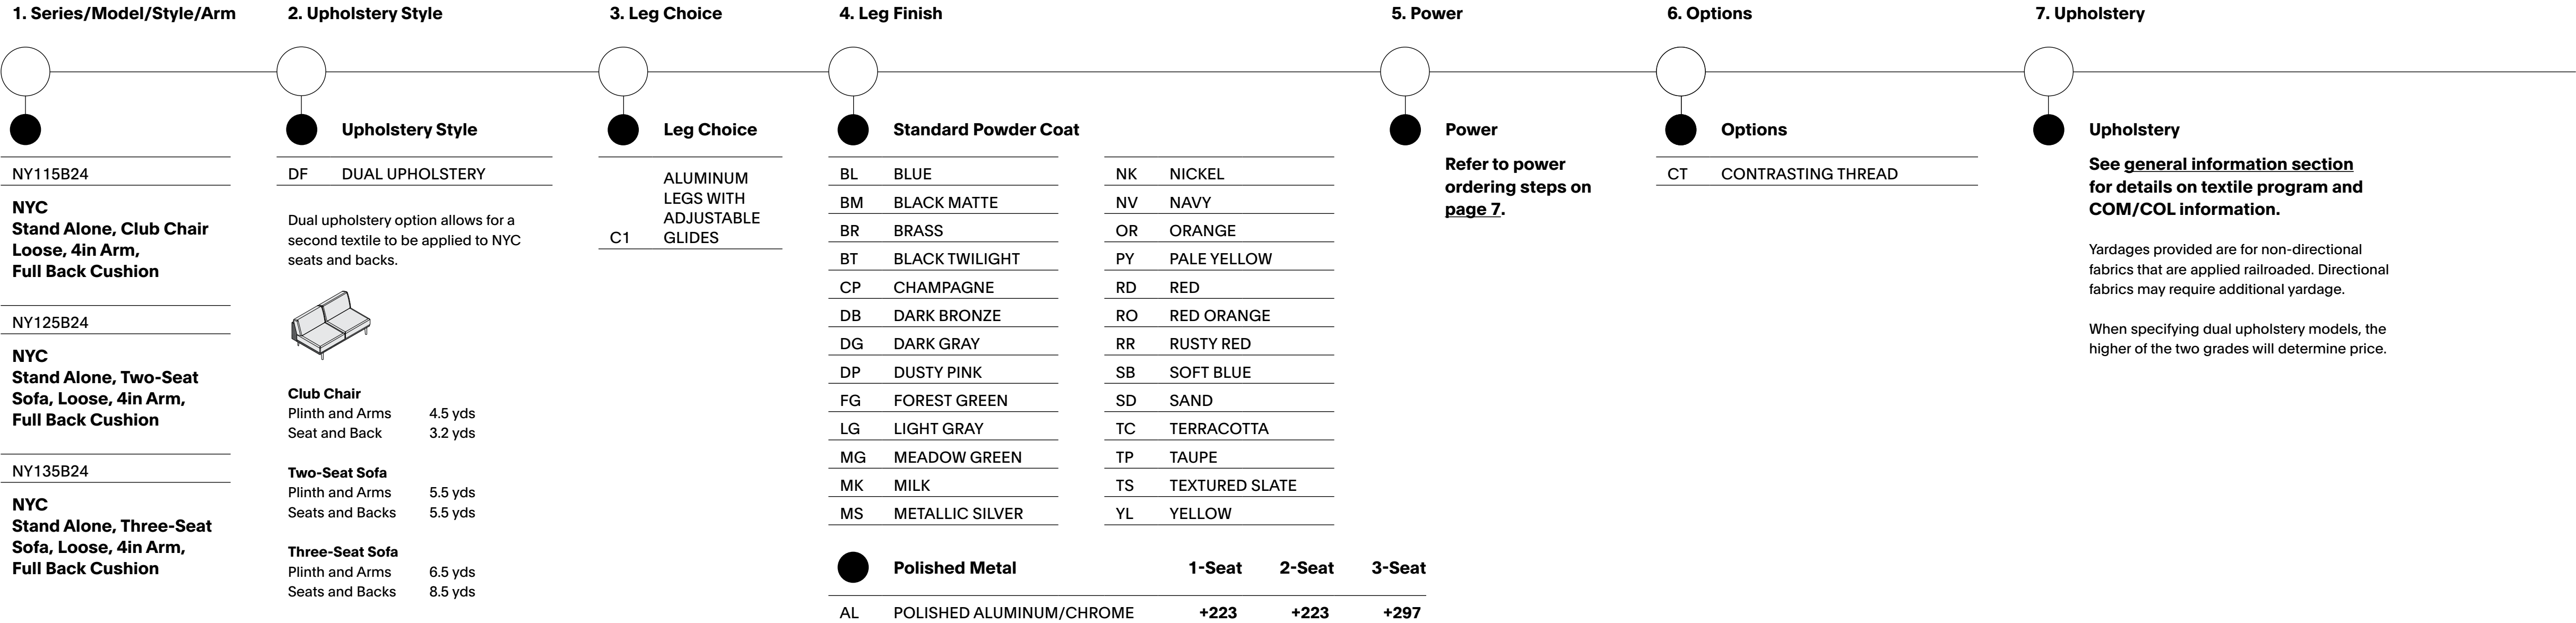 1. Series/Model/Style/Arm
NY115B24
NYC
Stand Alone, Club Chair
Loose, 4in Arm,
Full Back Cushion
NY125B24
NYC
Stand Alone, Two-Seat
Sofa, Loose, 4in Arm,
Full Back Cushion
NY135B24
NYC
Stand Alone, Three-Seat
Sofa, Loose, 4in Arm,
Full Back Cushion
2. Upholstery Style
Upholstery Style
DF DUAL UPHOLSTERY
Dual upholstery option allows for a
second textile to be applied to NYC
seats and backs.
Club Chair
Plinth and Arms 4.5 yds
Seat and Back 3.2 yds
Two-Seat Sofa
Plinth and Arms 5.5 yds
Seats and Backs 5.5 yds
Three-Seat Sofa
Plinth and Arms 6.5 yds
Seats and Backs 8.5 yds
3. Leg Choice
Leg Choice
ALUMINUM
LEGS WITH
ADJUSTABLE
C1 GLIDES
4. Leg Finish
Standard Powder Coat
BL BLUE
BM BLACK MATTE
BR BRASS
BT BLACK TWILIGHT
CP CHAMPAGNE
DB DARK BRONZE
DG DARK GRAY
DP DUSTY PINK
FG FOREST GREEN
LG LIGHT GRAY
MG MEADOW GREEN
MK MILK
MS METALLIC SILVER
NK NICKEL
NV NAVY
OR ORANGE
PY PALE YELLOW
RD RED
RO RED ORANGE
RR RUSTY RED
SB SOFT BLUE
SD SAND
TC TERRACOTTA
TP TAUPE
TS TEXTURED SLATE
YL YELLOW
Polished Metal 1-Seat 2-Seat 3-Seat
AL POLISHED ALUMINUM/CHROME +223 +223 +297
5. Power
Power
Refer to power
ordering steps on
page 7.
6. Options
Options
CT CONTRASTING THREAD
7. Upholstery
Upholstery
See general information section
for details on textile program and
COM/COL information.
Yardages provided are for non-directional
fabrics that are applied railroaded. Directional
fabrics may require additional yardage.
When specifying dual upholstery models, the
higher of the two grades will determine price.